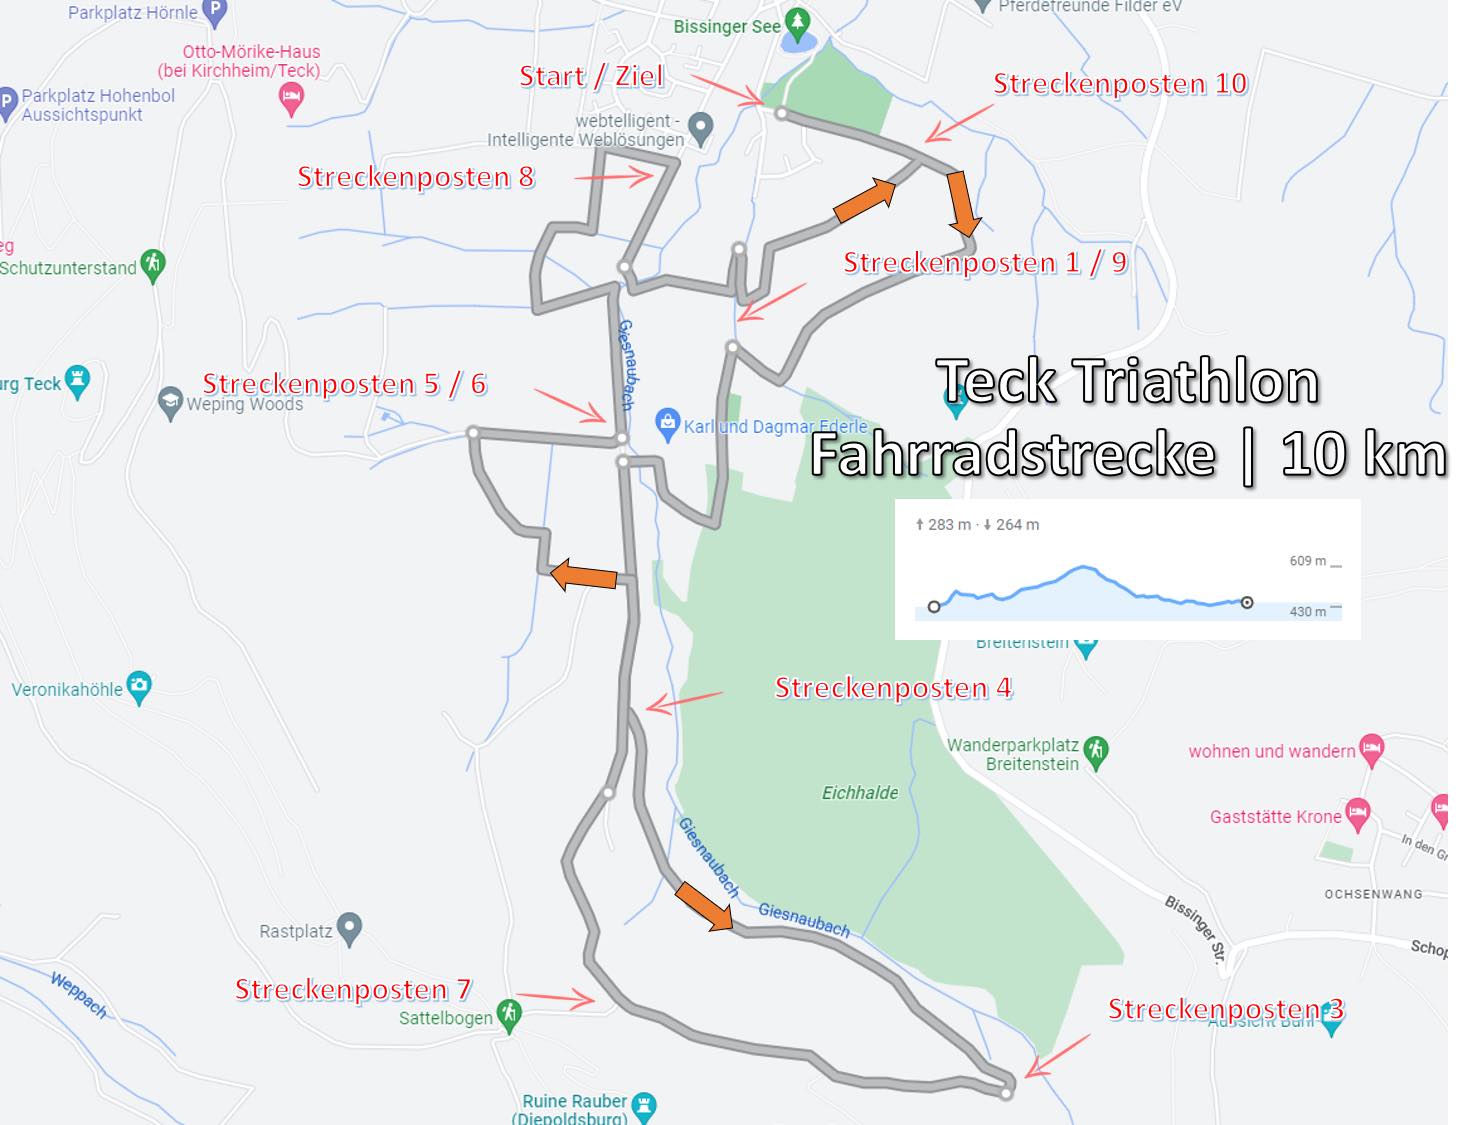 Parkplatz Hörnle
Pferdefreunde Filder eV
Bissinger See
Otto-Mörike-Haus
(bei Kirchheim/Teck)
Start / Ziel
Streckenposten 10
Parkplatz Hohenbol
Aussichtspunkt
webtelligent -
Intelligente Weblösungen
Streckenposten 8
eg
Schutzunterstand
Streckenposten 1 / 9
Giesnaubach
urg Teck
Streckenposten 5 / 6
Weping Woods
Karl und Dagmar Ederle
Teck Triathlon
Fahrradstrecke | 10 km
283 m · 264 m
609 m
430 m
Breitenstein
Veronikahöhle
Streckenposten 4
Wanderparkplatz
Breitenstein
wohnen und wandern
Eichhalde
Gaststätte Krone
Giesnaubach
In den Gr
OCHSENWANG
Giesnaubach
Bissinger Str.
Rastplatz
Schop
Weppach
Streckenposten 7
Sattelbogen
Streckenposten 3
Aussicht Bühl
Ruine Rauber
(Diepoldsburg)